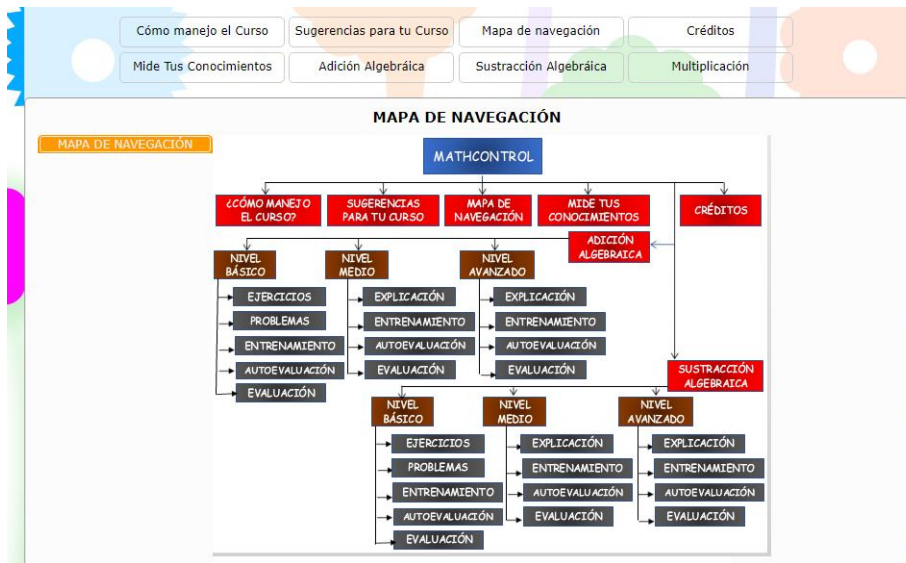 Cómo manejo el Curso
Sugerencias para tu Curso
Mapa de navegación
Créditos
Mide Tus Conocimientos
Adición Algebráica
Sustracción Algebráica
Multiplicación
MAPA DE NAVEGACIÓN
MAPA DE NAVEGACIÓN
MATHCONTROL
¿CÓMO MANEJO
EL CURSO?
SUGERENCIAS
PARA TU CURSO
MAPA DE
NAVEGACIÓN
MIDE TUS
CONOCIMIENTOS
CRÉDITOS
ADICIÓN
ALGEBRAICA
NIVEL
BÁSICO
EJERCICIOS
PROBLEMAS
ENTRENAMIENTO
AUTOEVALUACIÓN
EVALUACIÓN
NIVEL
MEDIO
EXPLICACIÓN
ENTRENAMIENTO
AUTOEVALUACIÓN
EVALUACIÓN
NIVEL
AVANZADO
EXPLICACIÓN
ENTRENAMIENTO
AUTOEVALUACIÓN
EVALUACIÓN
SUSTRACCIÓN
ALGEBRAICA
NIVEL
BÁSICO
EJERCICIOS
PROBLEMAS
ENTRENAMIENTO
AUTOEVALUACIÓN
EVALUACIÓN
NIVEL
MEDIO
EXPLICACIÓN
ENTRENAMIENTO
AUTOEVALUACIÓN
EVALUACIÓN
NIVEL
AVANZADO
EXPLICACIÓN
ENTRENAMIENTO
AUTOEVALUACIÓN
EVALUACIÓN